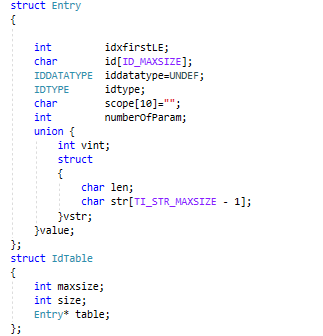 struct Entry
{
int idxfirstLE;
char id[ID_MAXSIZE];
IDDATATYPE iddatatype=UNDEF;
IDTYPE idtype;
char scope[10]="";
int numberOfParam;
union {
int vint;
struct
{
char len;
char str[TI_STR_MAXSIZE - 1];
}vstr;
}value;
};
struct IdTable
{
int maxsize;
int size;
Entry* table;
};